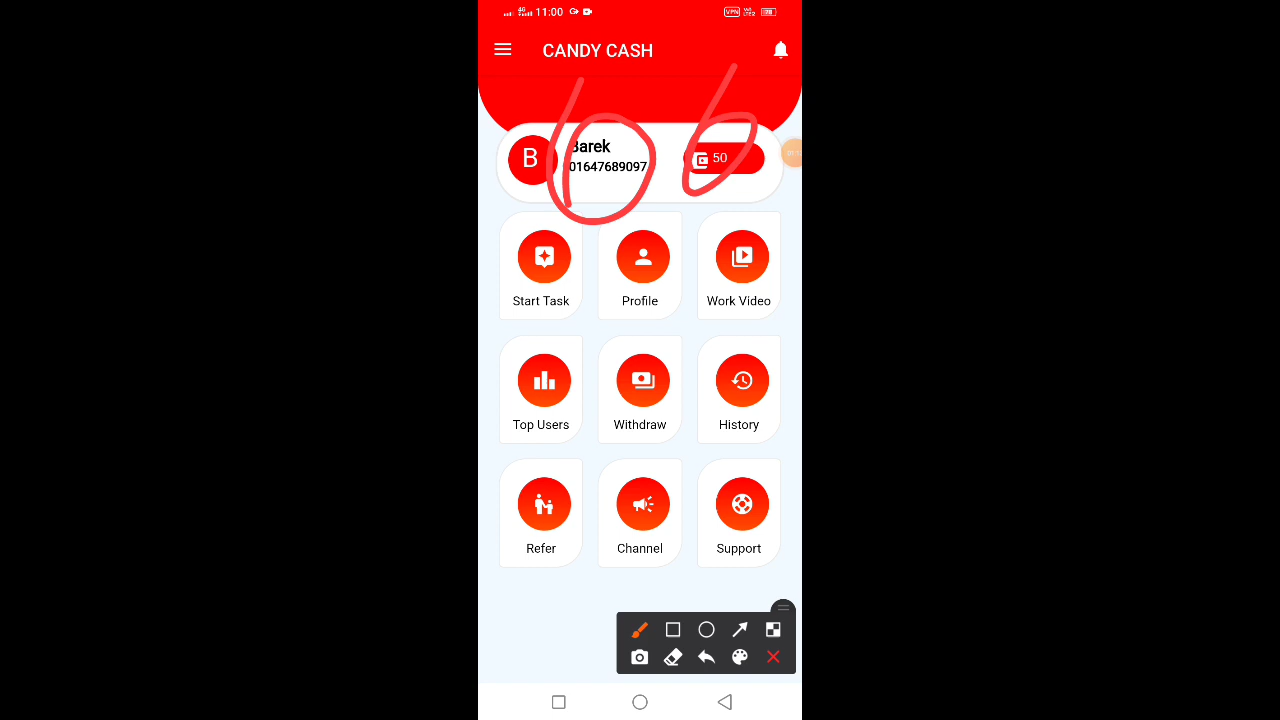 11:00
VPN
CANDY CASH
B
Barek
01647689097
50
Start Task
Profile
Work Video
Top Users
Withdraw
History
Refer
Channel
Support